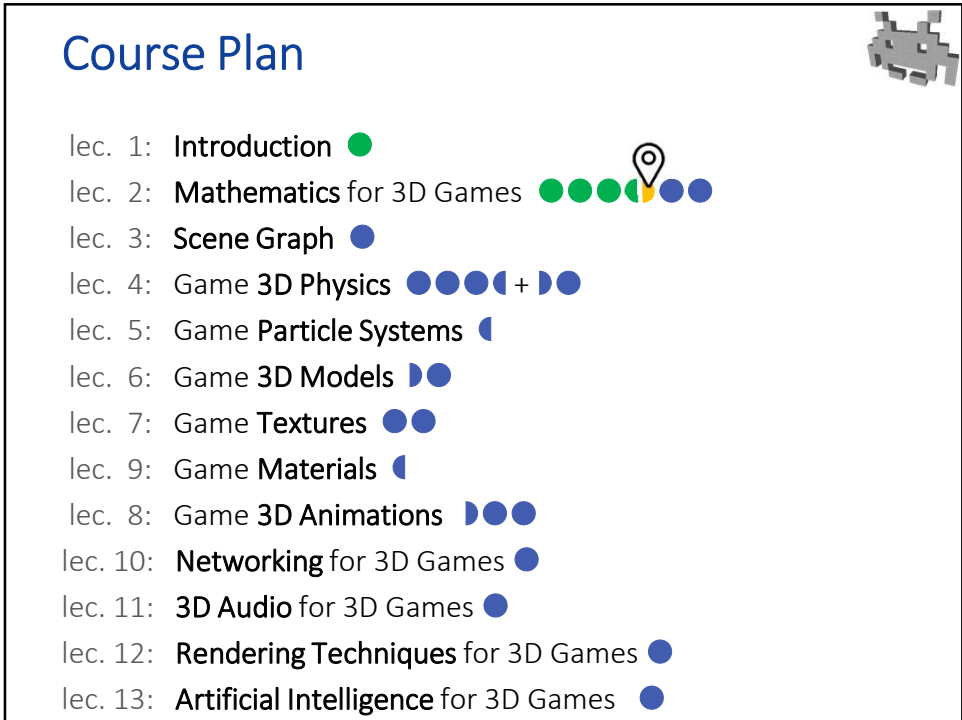 Course Plan
lec. 1: Introduction
lec. 2: Mathematics for 3D Games
lec. 3: Scene Graph
lec. 4: Game 3D Physics +
lec. 5: Game Particle Systems
lec. 6: Game 3D Models
lec. 7: Game Textures
lec. 9: Game Materials
lec. 8: Game 3D Animations
lec. 10: Networking for 3D Games
lec. 11: 3D Audio for 3D Games
lec. 12: Rendering Techniques for 3D Games
lec. 13: Artificial Intelligence for 3D Games